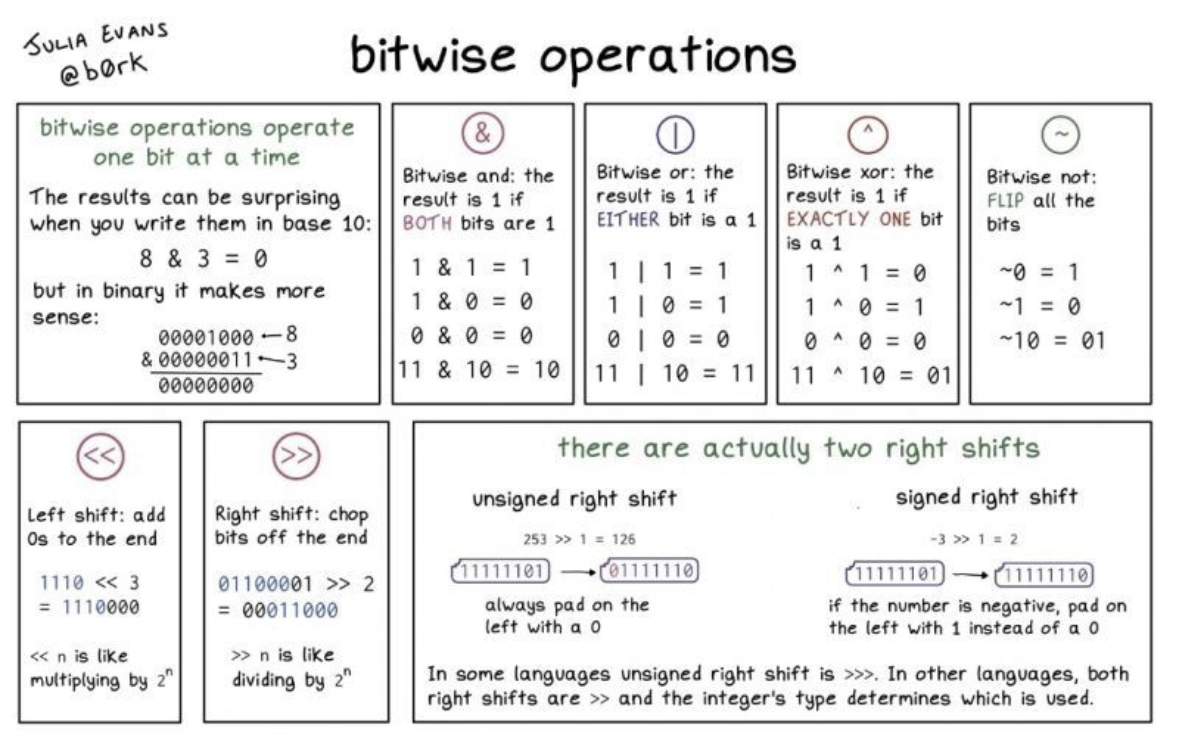 JULIA EVANS
@b0rk
bitwise operations
bitwise operations operate
one bit at a time
The results can be surprising
when you write them in base 10:
8 & 3 = 0
but in binary it makes more
sense:
00001000 ← 8
& 00000011 ← 3
00000000
&
Bitwise and: the
result is 1 if
BOTH bits are 1
1 & 1 = 1
1 & 0 = 0
0 & 0 = 0
11 & 10 = 10
|
Bitwise or: the
result is 1 if
EITHER bit is a 1
1 | 1 = 1
1 | 0 = 1
0 | 0 = 0
11 | 10 = 11
^
Bitwise xor: the
result is 1 if
EXACTLY ONE bit
is a 1
1 ^ 1 = 0
1 ^ 0 = 1
0 ^ 0 = 0
11 ^ 10 = 01
~
Bitwise not:
FLIP all the
bits
~0 = 1
~1 = 0
~10 = 01
<<
Left shift: add
0s to the end
1110 << 3
= 1110000
<< n is like
multiplying by 2ⁿ
>>
Right shift: chop
bits off the end
01100001 >> 2
= 00011000
>> n is like
dividing by 2ⁿ
there are actually two right shifts
unsigned right shift
253 >> 1 = 126
11111101 → 01111110
always pad on the
left with a 0
signed right shift
-3 >> 1 = 2
11111101 → 11111110
if the number is negative, pad on
the left with 1 instead of a 0
In some languages unsigned right shift is >>>. In other languages, both
right shifts are >> and the integer's type determines which is used.